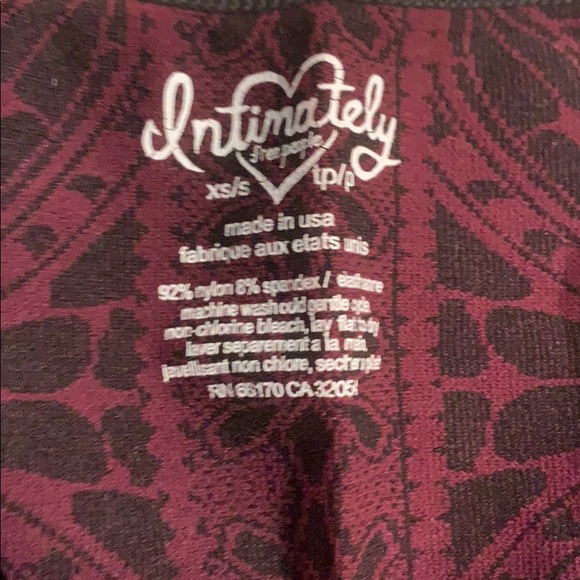 Intimately
free people
xs/s tp/p
made in usa
fabrique aux etats unis
92% nylon 8% spandex / elasthanne
machine wash cold gentle cycle
non-chlorine bleach, lay flat to dry
laver separement a la main,
javellisant non chlore, secher a plat
RN 66170 CA 32054